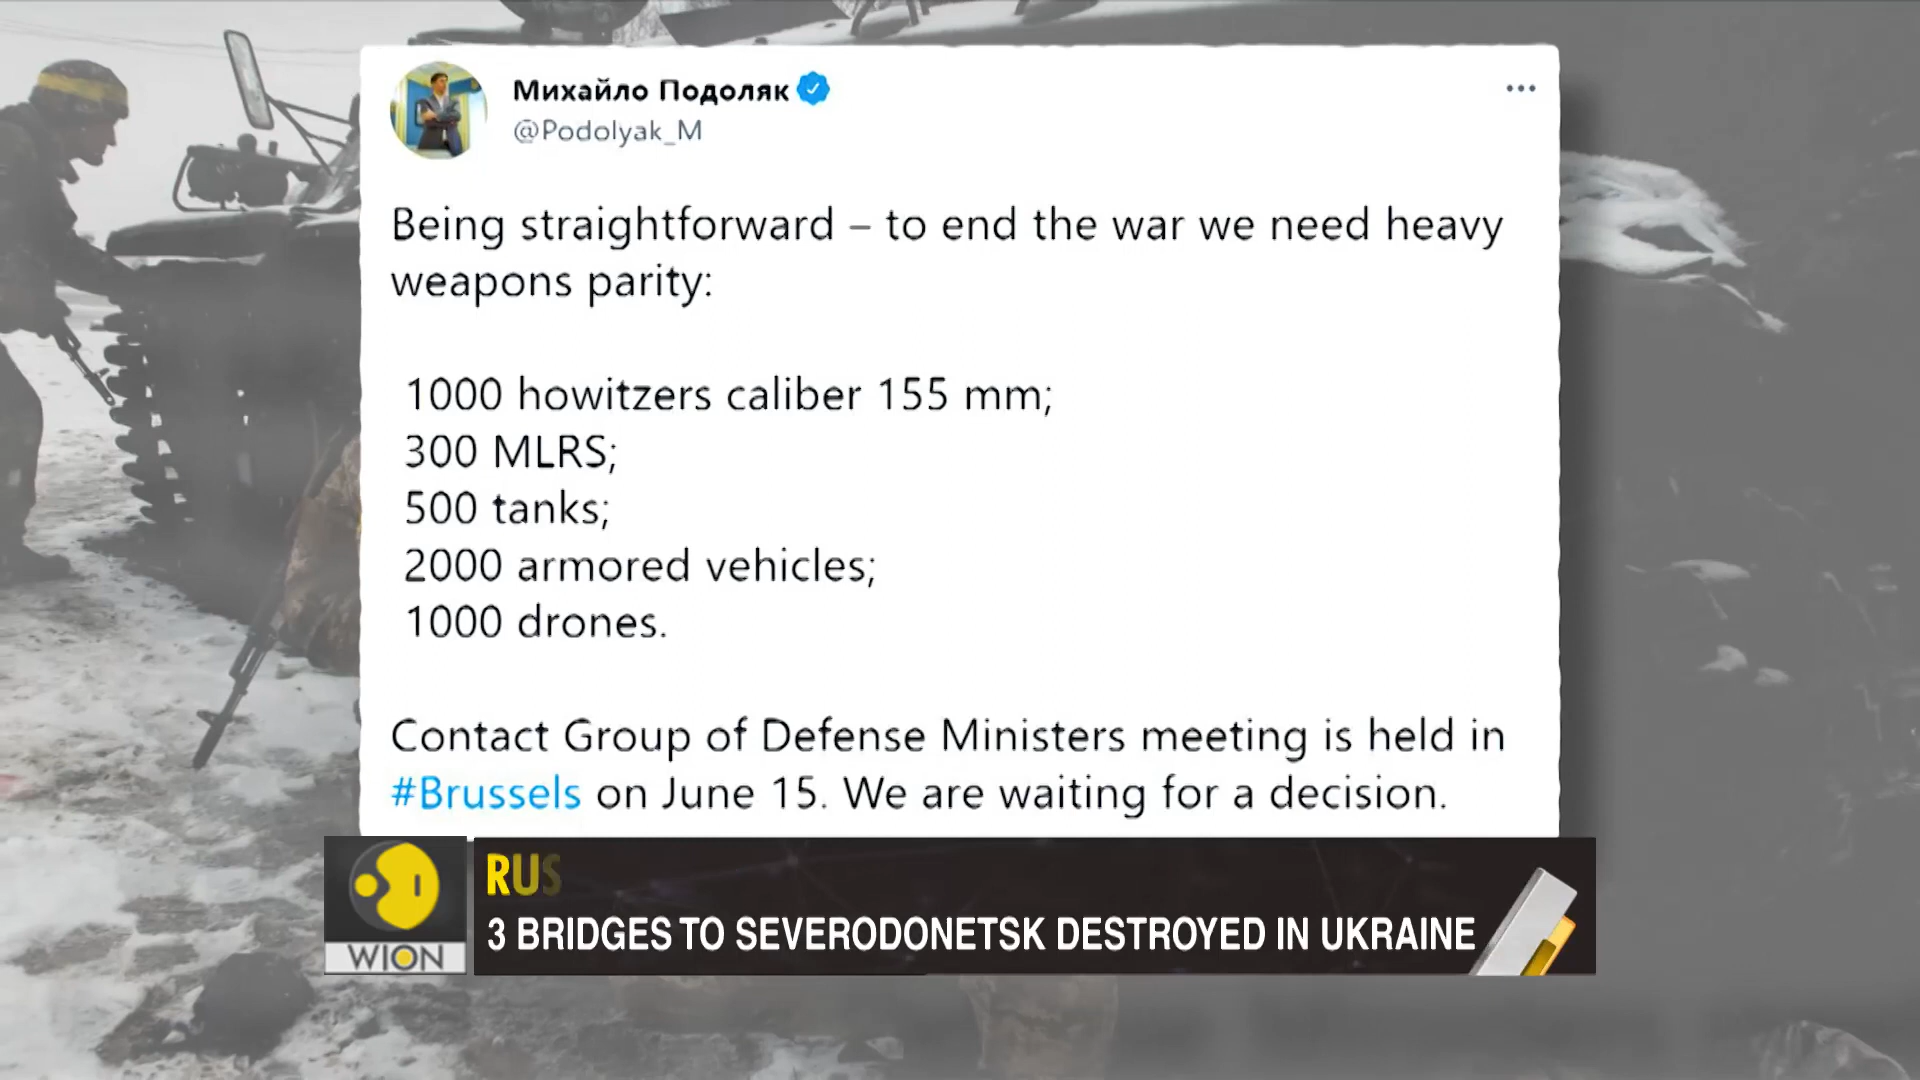 Михайло Подоляк
@Podolyak_M
Being straightforward – to end the war we need heavy
weapons parity:
1000 howitzers caliber 155 mm;
300 MLRS;
500 tanks;
2000 armored vehicles;
1000 drones.
Contact Group of Defense Ministers meeting is held in
#Brussels on June 15. We are waiting for a decision.
RUS
3 BRIDGES TO SEVERODONETSK DESTROYED IN UKRAINE
WION